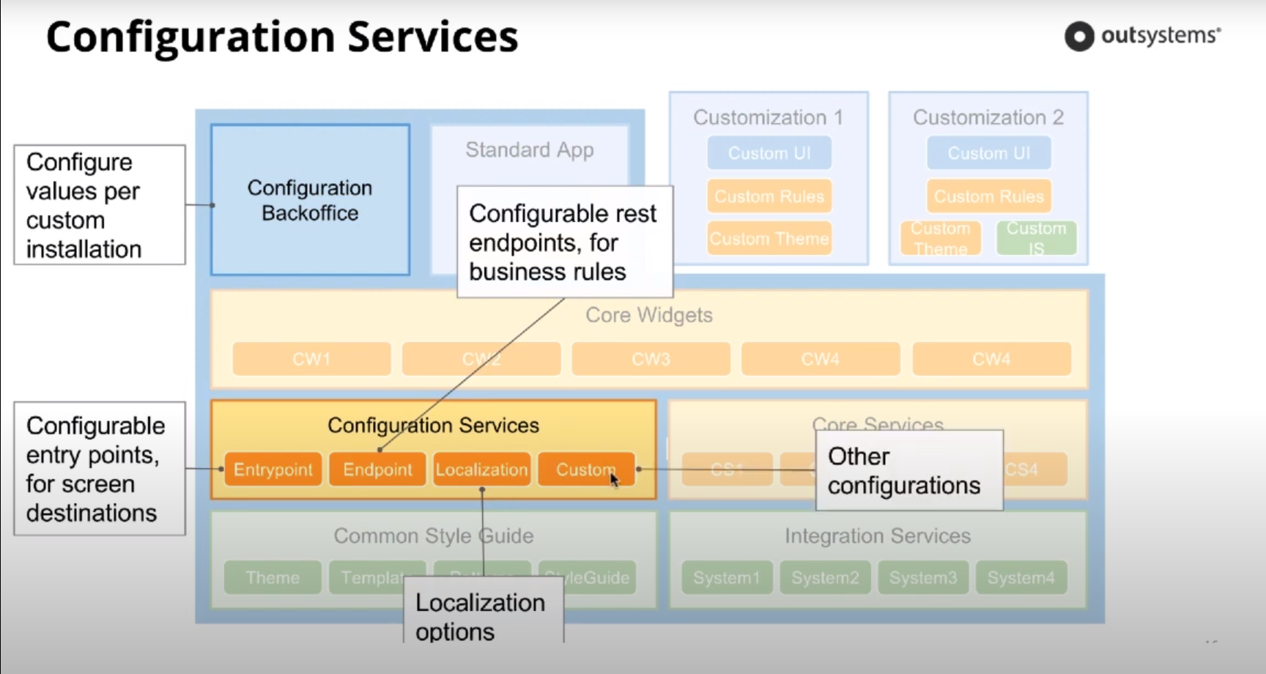 Configuration Services
outsystems
Configure
values per
custom
installation
Configuration
Backoffice
Standard App
Configurable rest
endpoints, for
business rules
Customization 1
Custom UI
Custom Rules
Custom Theme
Customization 2
Custom UI
Custom Rules
Custom
Theme
Custom
IS
Core Widgets
CW1
CW2
CW3
CW4
CW4
Configurable
entry points,
for screen
destinations
Configuration Services
Entrypoint
Endpoint
Localization
Custom
Core Services
CS1
CS4
Other
configurations
Common Style Guide
Theme
Template
StyleGuide
Localization
options
Integration Services
System1
System2
System3
System4